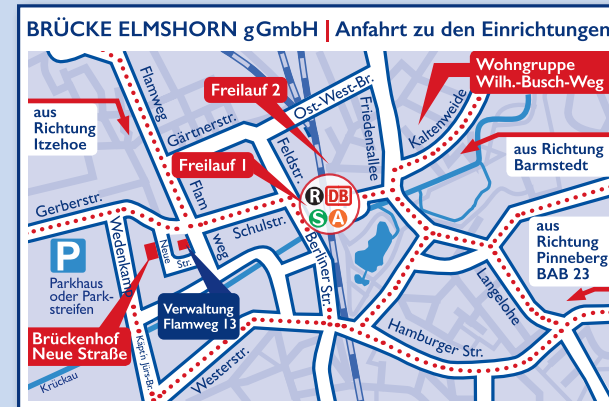 BRÜCKE ELMSHORN gGmbH | Anfahrt zu den Einrichtungen
Wohngruppe
Wilh.-Busch-Weg
Freilauf 2
Ost-West-Br.
Flamweg
Friedensallee
Kaltenweide
aus
Richtung
Itzehoe
Gärtnerstr.
Feldstr.
aus Richtung
Barmstedt
Freilauf 1
R DB
S A
Flam
weg
Gerberstr.
Schulstr.
Wedenkamp
Neue
Str.
Berliner Str.
aus
Richtung
Pinneberg
BAB 23
P
Parkhaus
oder Park-
streifen
Verwaltung
Flamweg 13
Langelohe
Brückenhof
Neue Straße
Käpt'n Jürs-Br.
Hamburger Str.
Westerstr.
Krückau